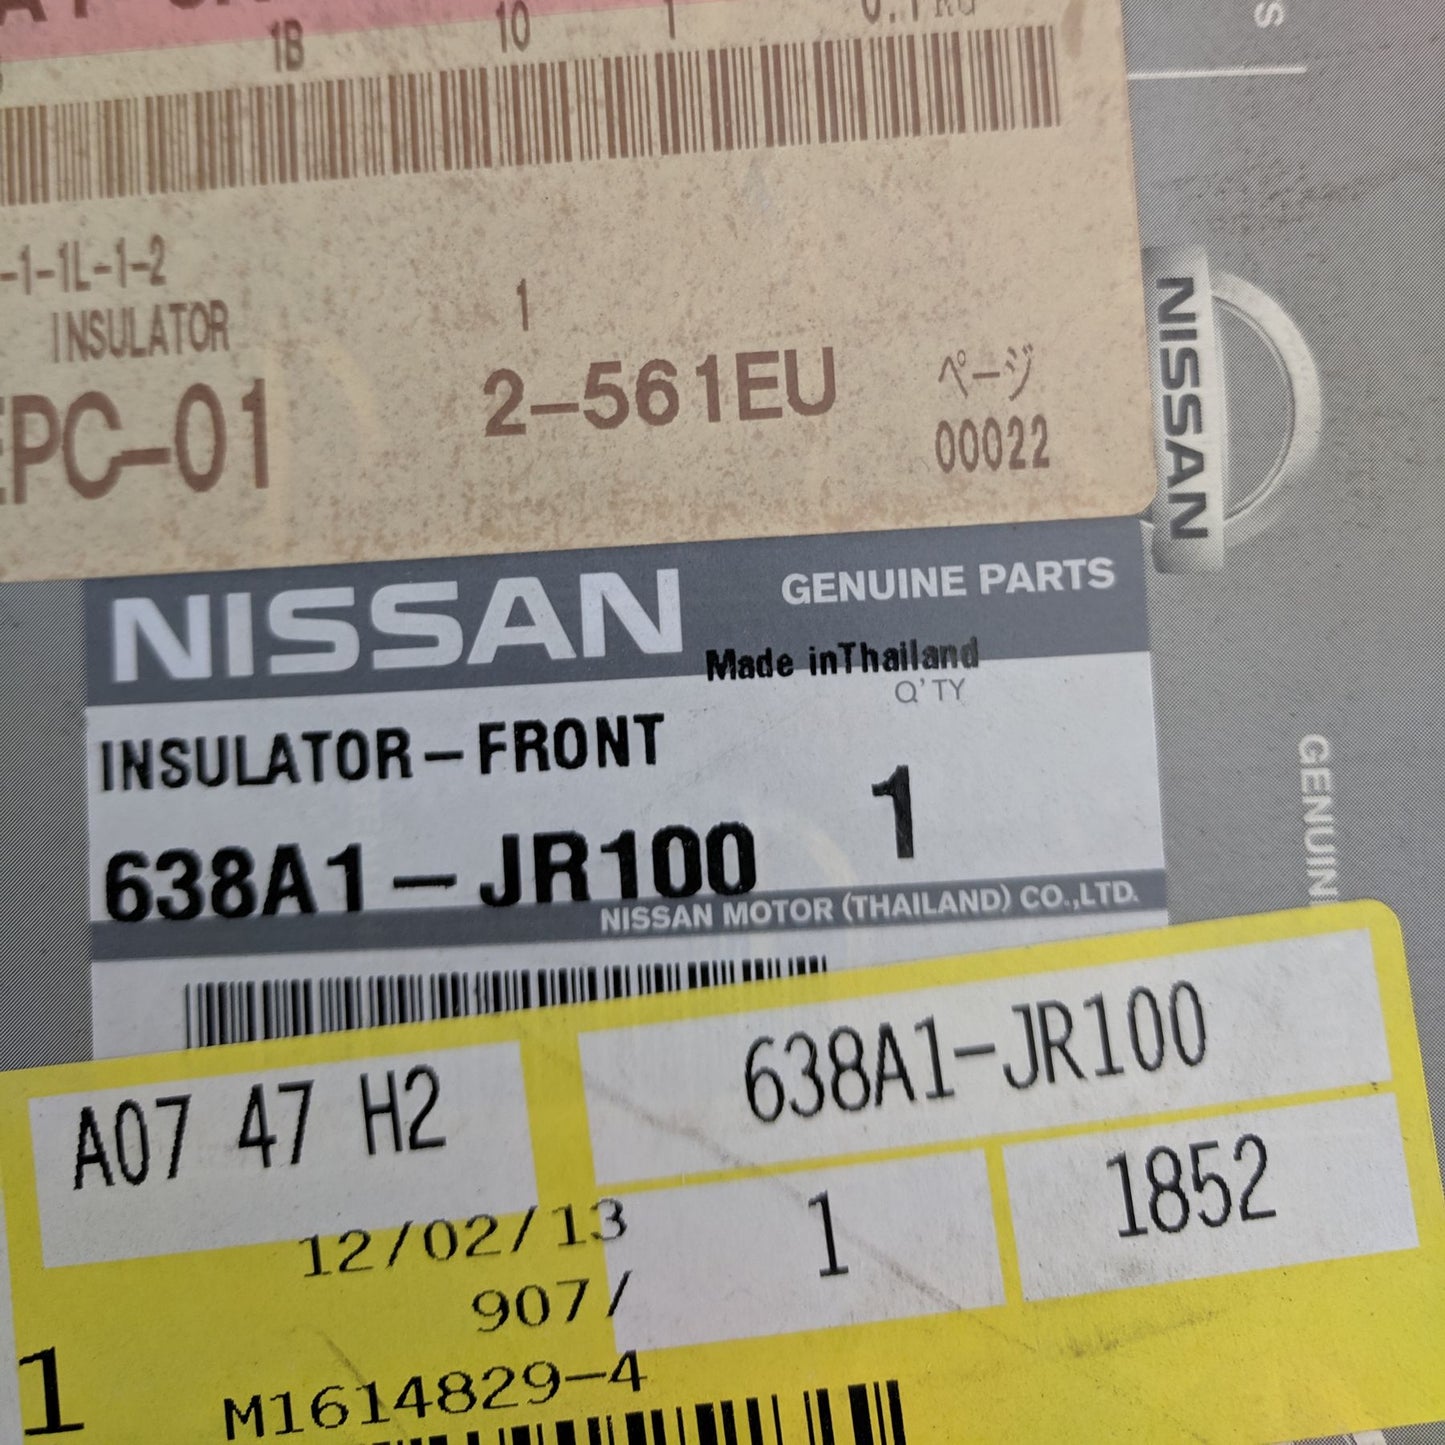 1B 10 1
-1-1L-1-2
INSULATOR 1
EPC-01 2-561EU ページ
00022
NISSAN
NISSAN GENUINE PARTS
Made inThailand
Q'TY
INSULATOR-FRONT
638A1-JR100 1
NISSAN MOTOR (THAILAND) CO.,LTD.
GENUIN
A07 47 H2 638A1-JR100
12/02/13 1 1852
907/
1 M1614829-4